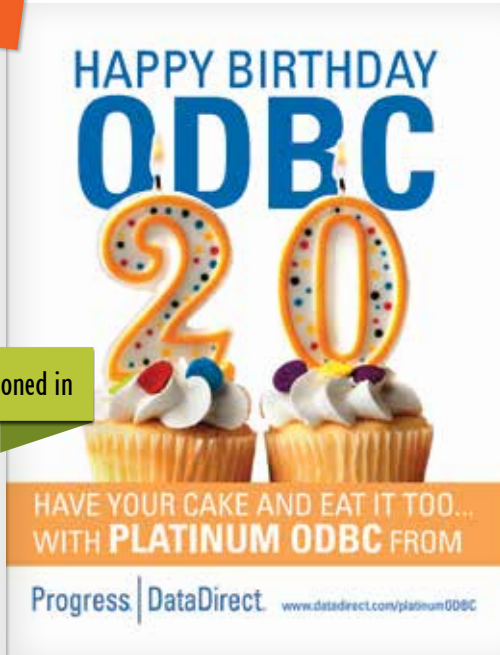 HAPPY BIRTHDAY
ODBC
20
oned in
HAVE YOUR CAKE AND EAT IT TOO...
WITH PLATINUM ODBC FROM
Progress | DataDirect. www.datadirect.com/platinumODBC